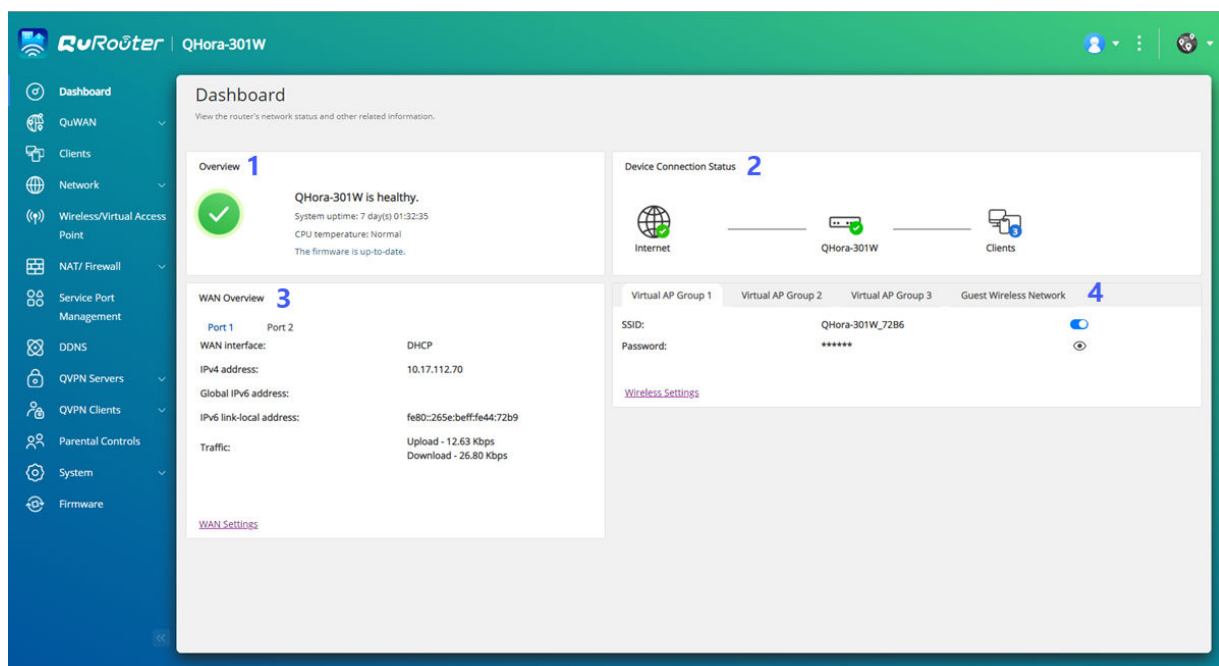 QuRoûter | QHora-301W
Dashboard
QuWAN
Clients
Network
Wireless/Virtual Access
Point
NAT/ Firewall
Service Port
Management
DDNS
QVPN Servers
QVPN Clients
Parental Controls
System
Firmware
Dashboard
View the router's network status and other related information.
Overview 1
QHora-301W is healthy.
System uptime: 7 day(s) 01:32:35
CPU temperature: Normal
The firmware is up-to-date.
Device Connection Status 2
3
Internet QHora-301W Clients
WAN Overview 3
Port 1 Port 2
WAN interface: DHCP
IPv4 address: 10.17.112.70
Global IPv6 address:
IPv6 link-local address: fe80::265e:beff:fe44:72b9
Traffic: Upload - 12.63 Kbps
Download - 26.80 Kbps
WAN Settings
Virtual AP Group 1 Virtual AP Group 2 Virtual AP Group 3 Guest Wireless Network 4
SSID: QHora-301W_72B6
Password: ******
Wireless Settings